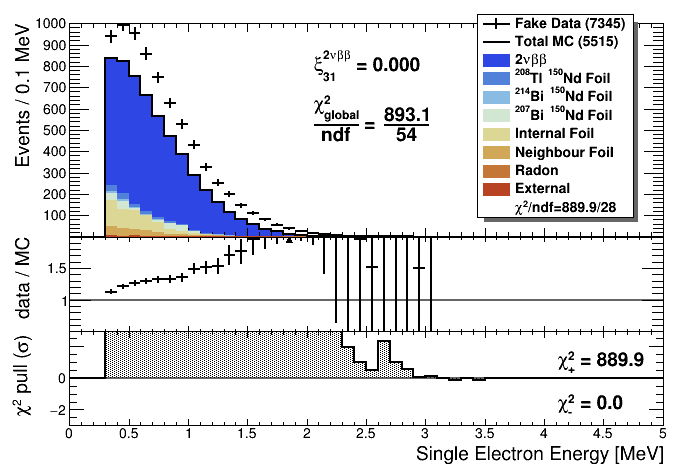 Events / 0.1 MeV
1000
900
800
700
600
500
400
300
200
100
ξ³¹ 2νββ = 0.000
χ² global / ndf = 893.1 / 54
Fake Data (7345)
Total MC (5515)
2νββ
²⁰⁸Tl ¹⁵⁰Nd Foil
²¹⁴Bi ¹⁵⁰Nd Foil
²⁰⁷Bi ¹⁵⁰Nd Foil
Internal Foil
Neighbour Foil
Radon
External
χ²/ndf=889.9/28
data / MC
1.5
1
χ² pull (σ)
0
−2
χ²₊ = 889.9
χ²₋ = 0.0
0 0.5 1 1.5 2 2.5 3 3.5 4 4.5 5
Single Electron Energy [MeV]